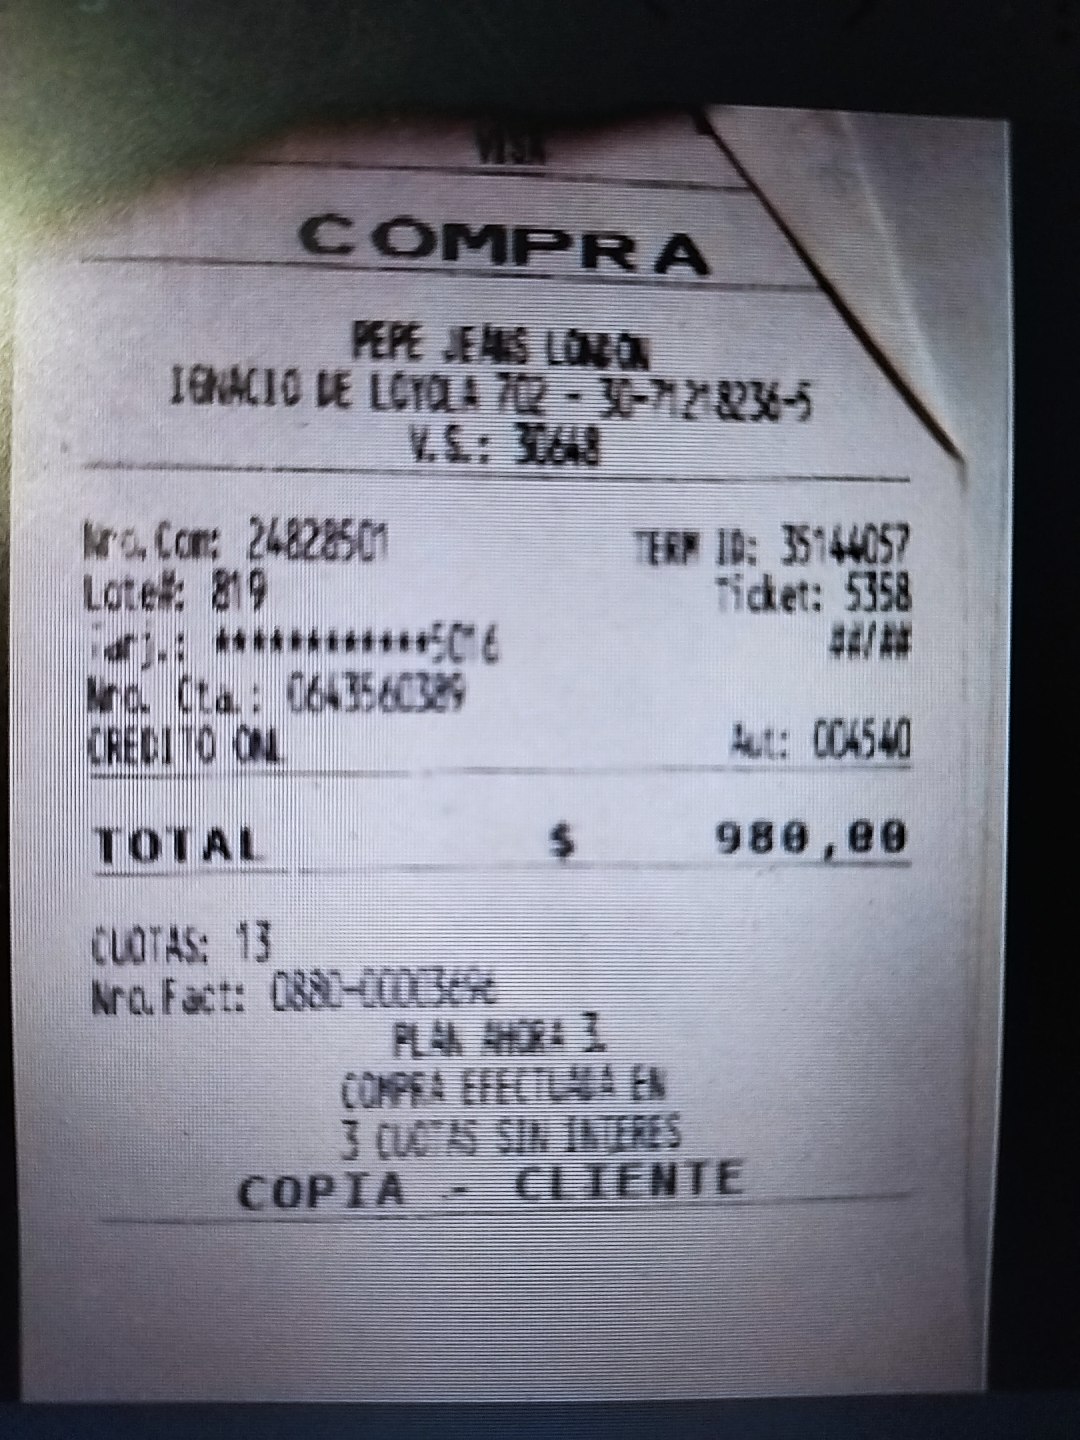 VISA
COMPRA
PEPE JEANS LONDON
IGNACIO DE LOYOLA 702 - 30-71218236-5
V.S.: 30648
Nro.Com: 24828501 TERM ID: 35144057
Lote#: 819 Ticket: 5358
Tarj.: ************5016 ##/##
Nro. Cta.: 0643560389
CREDITO ONL Aut: 004540
TOTAL $ 980,00
CUOTAS: 13
Nro.Fact: 0880-00003696
PLAN AHORA 3.
COMPRA EFECTUADA EN
3 CUOTAS SIN INTERES
COPIA - CLIENTE